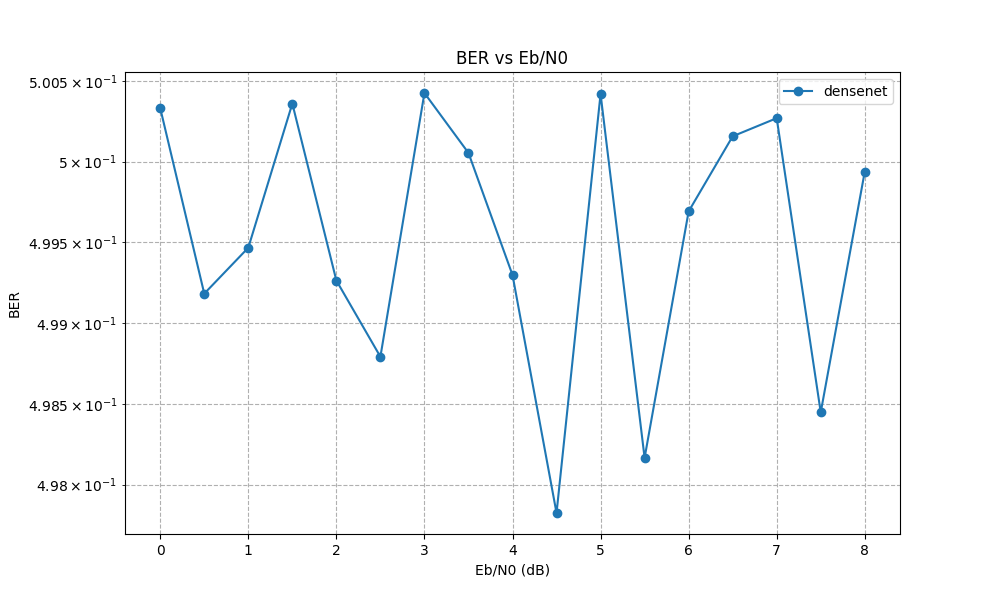 BER vs Eb/N0
densenet
BER
5.005 × 10⁻¹
5 × 10⁻¹
4.995 × 10⁻¹
4.99 × 10⁻¹
4.985 × 10⁻¹
4.98 × 10⁻¹
0 1 2 3 4 5 6 7 8
Eb/N0 (dB)